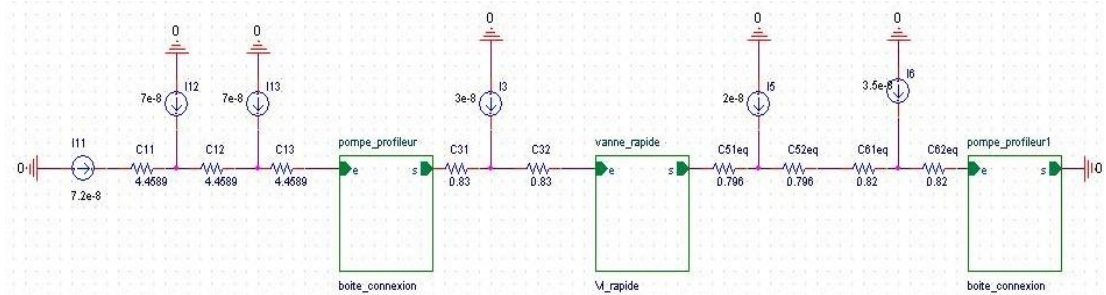 0
0
0
0
0
I12
I13
I3
I5
I6
7e-8
7e-8
3e-8
2e-8
3.5e-8
I11
C11
C12
C13
pompe_profileur
C31
C32
vanne_rapide
C51eq
C52eq
C61eq
C62eq
pompe_profileur1
0
e
s
e
s
e
s
0
7.2e-8
4.4589
4.4589
4.4589
0.83
0.83
0.796
0.796
0.82
0.82
boite_connexion
VI_rapide
boite_connexion